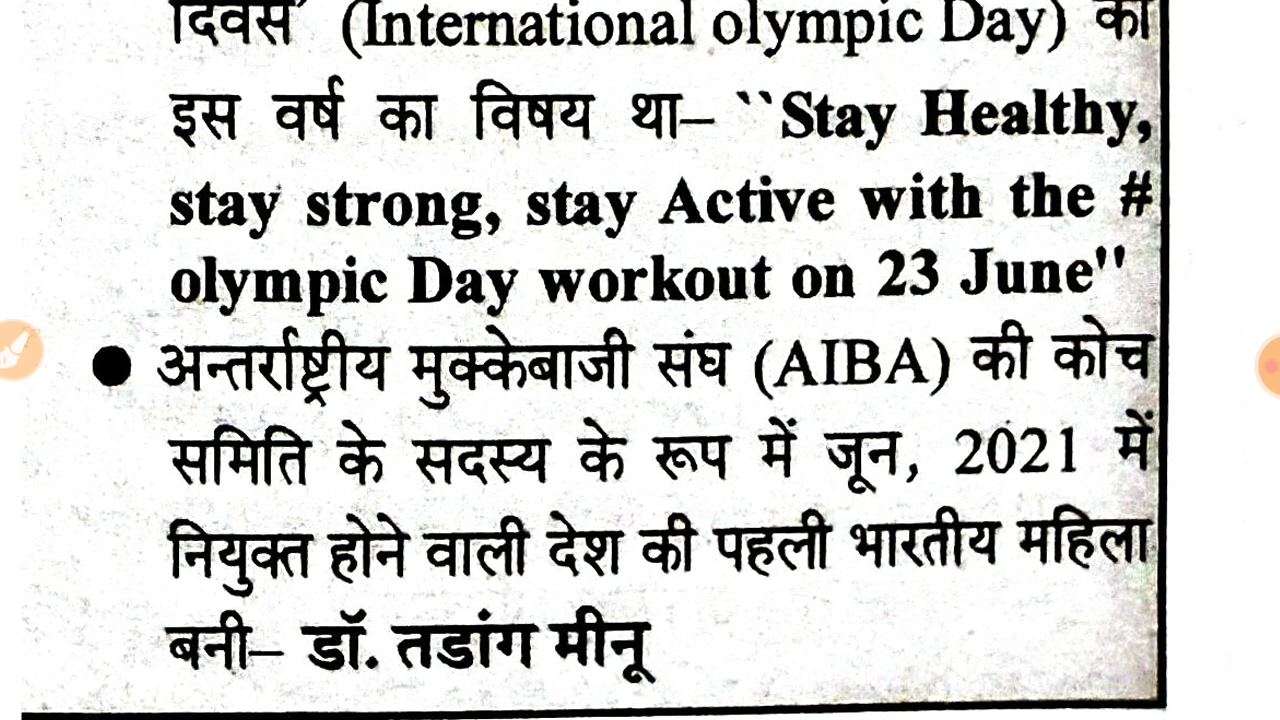 दिवस' (International olympic Day) का
इस वर्ष का विषय था– ``Stay Healthy,
stay strong, stay Active with the #
olympic Day workout on 23 June"
● अन्तर्राष्ट्रीय मुक्केबाजी संघ (AIBA) की कोच
समिति के सदस्य के रूप में जून, 2021 में
नियुक्त होने वाली देश की पहली भारतीय महिला
बनी– डॉ. तडांग मीनू